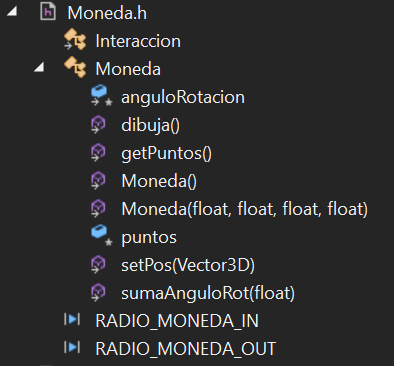 Moneda.h
Interaccion
Moneda
anguloRotacion
dibuja()
getPuntos()
Moneda()
Moneda(float, float, float, float)
puntos
setPos(Vector3D)
sumaAnguloRot(float)
RADIO_MONEDA_IN
RADIO_MONEDA_OUT